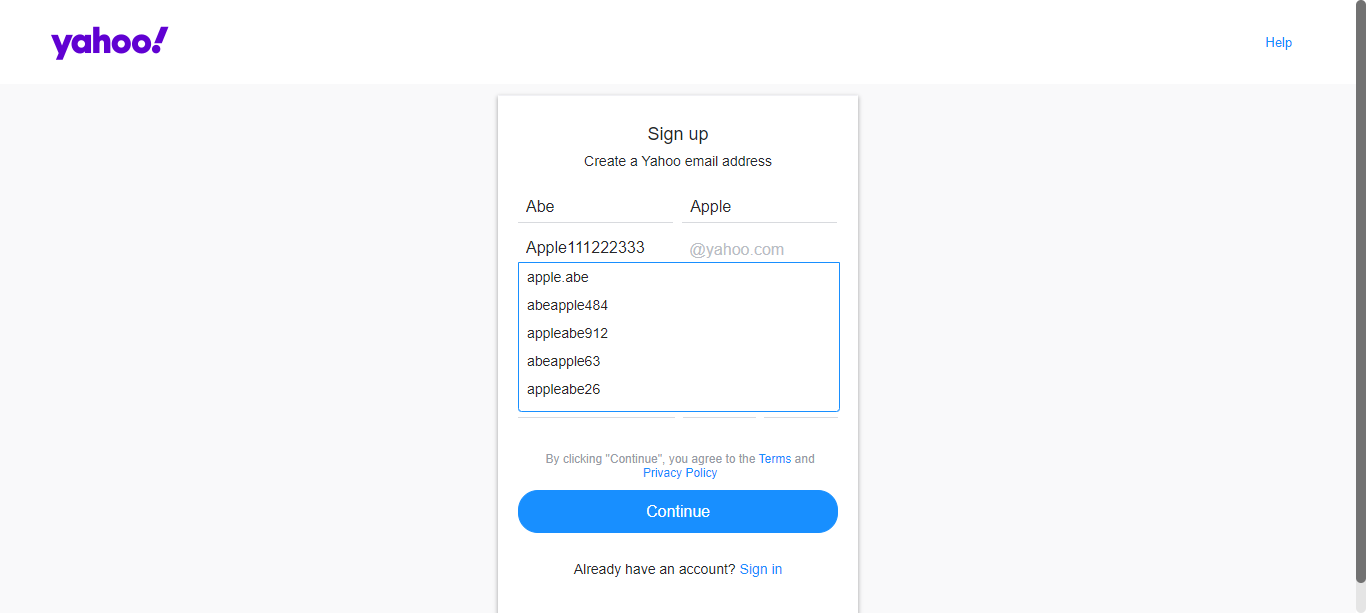 yahoo!
Help
Sign up
Create a Yahoo email address
Abe Apple
Apple111222333 @yahoo.com
apple.abe
abeapple484
appleabe912
abeapple63
appleabe26
By clicking "Continue", you agree to the Terms and
Privacy Policy
Continue
Already have an account? Sign in